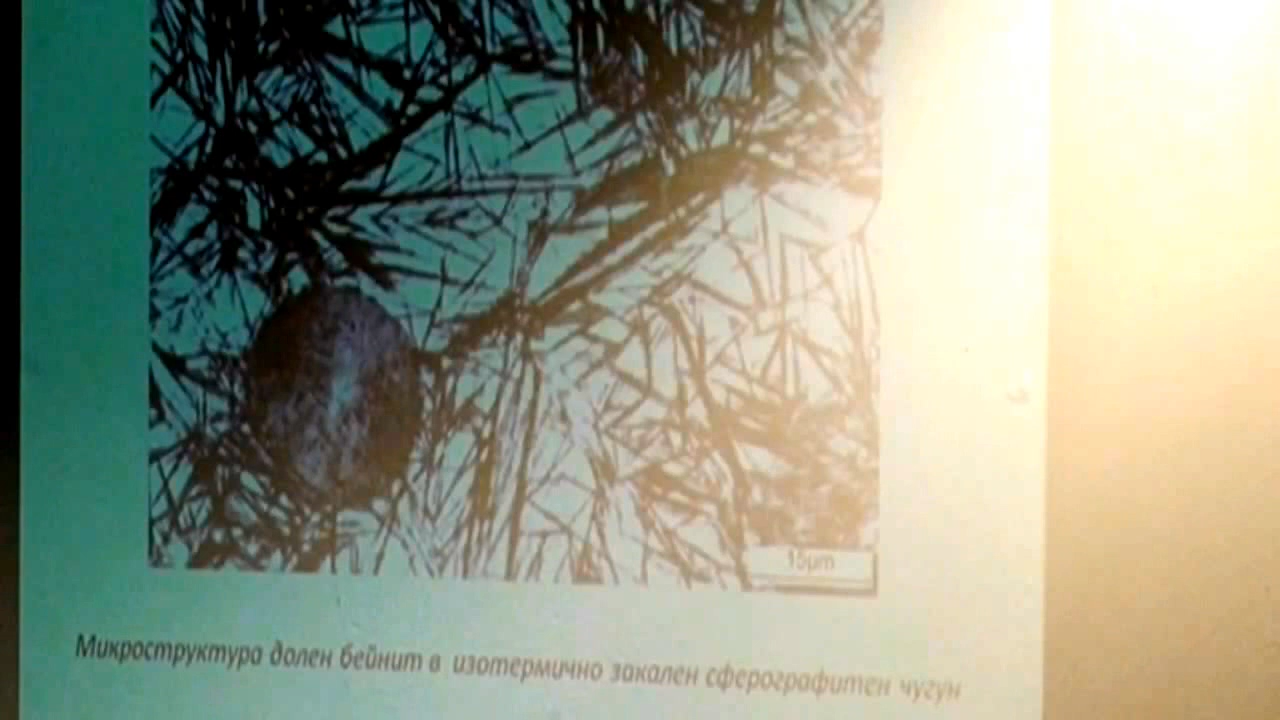 15µm
Микроструктура долен бейнит в изотермично закален сферографитен чугун